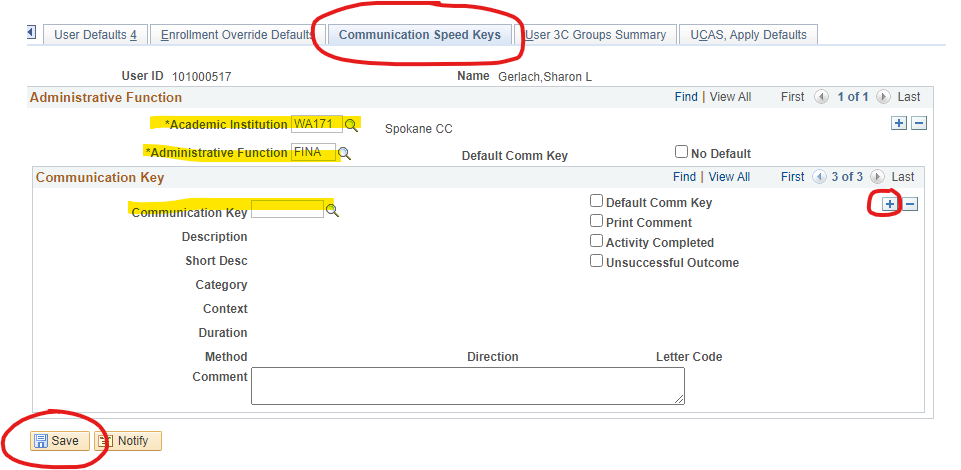 User Defaults 4 Enrollment Override Defaults Communication Speed Keys User 3C Groups Summary UCAS, Apply Defaults
User ID 101000517 Name Gerlach,Sharon L
Administrative Function Find | View All First 1 of 1 Last
*Academic Institution WA171 Spokane CC
*Administrative Function FINA Default Comm Key No Default
Communication Key Find | View All First 3 of 3 Last
Communication Key Default Comm Key
Print Comment
Description Activity Completed
Short Desc Unsuccessful Outcome
Category
Context
Duration
Method Direction Letter Code
Comment
Save Notify